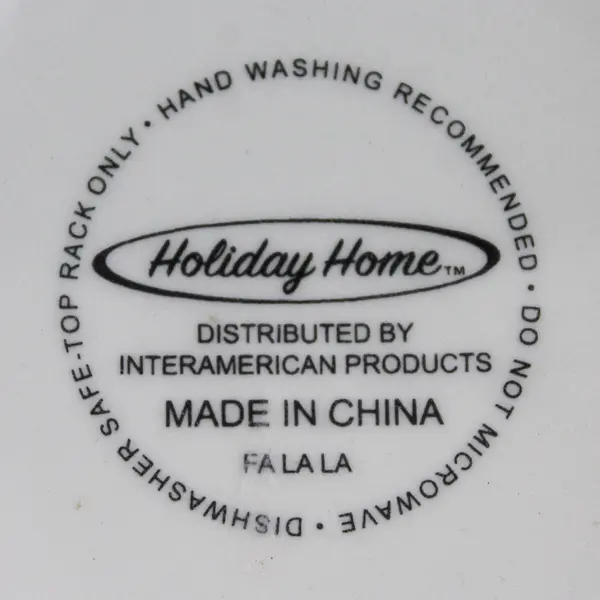 HAND WASHING RECOMMENDED • DO NOT MICROWAVE • DISHWASHER SAFE-TOP RACK ONLY •
Holiday Home™
DISTRIBUTED BY
INTERAMERICAN PRODUCTS
MADE IN CHINA
FA LA LA